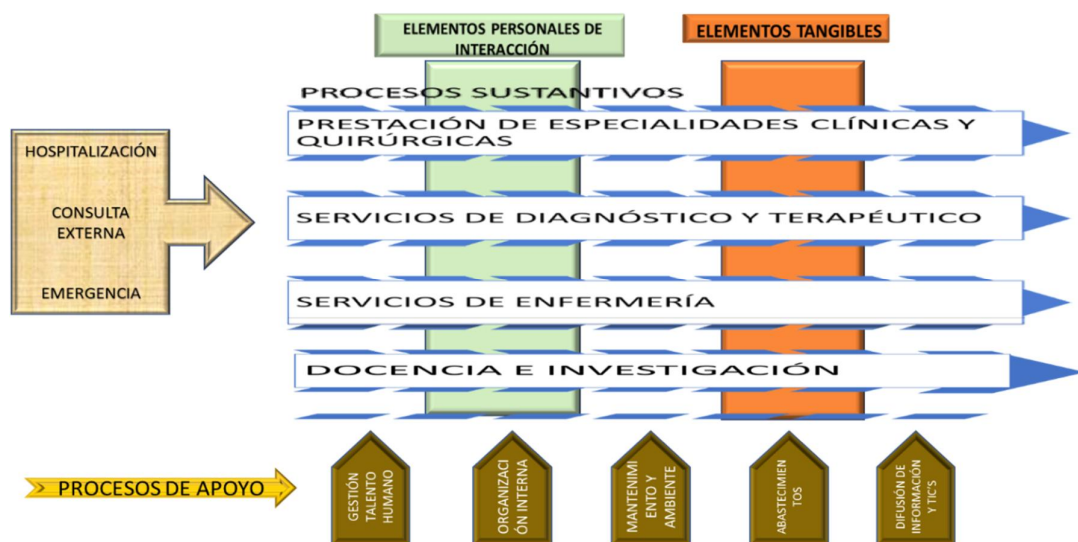 ELEMENTOS PERSONALES DE
INTERACCIÓN
ELEMENTOS TANGIBLES
PROCESOS SUSTANTIVOS
PRESTACIÓN DE ESPECIALIDADES CLÍNICAS Y
QUIRÚRGICAS
HOSPITALIZACIÓN
CONSULTA
EXTERNA
EMERGENCIA
SERVICIOS DE DIAGNÓSTICO Y TERAPÉUTICO
SERVICIOS DE ENFERMERÍA
DOCENCIA E INVESTIGACIÓN
PROCESOS DE APOYO
GESTIÓN
TALENTO
HUMANO
ORGANIZACI
ÓN INTERNA
MANTENIMI
ENTO Y
AMBIENTE
ABASTECIMIEN
TOS
DIFUSIÓN DE
INFORMACIÓN
Y TIC'S